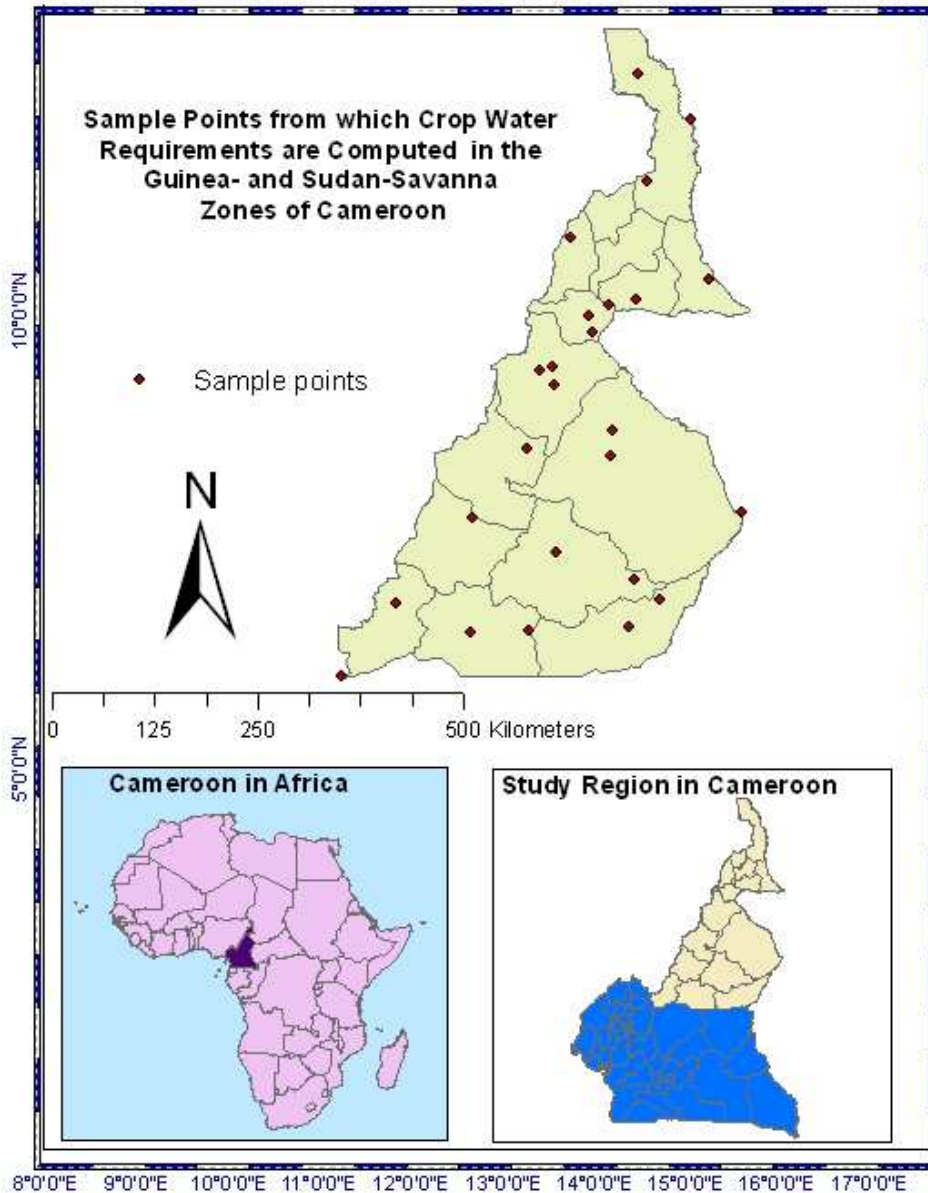 Sample Points from which Crop Water
Requirements are Computed in the
Guinea- and Sudan-Savanna
Zones of Cameroon
10°0'0"N
Sample points
N
0 125 250 500 Kilometers
5°0'0"N
Cameroon in Africa
Study Region in Cameroon
8°0'0"E 9°0'0"E 10°0'0"E 11°0'0"E 12°0'0"E 13°0'0"E 14°0'0"E 15°0'0"E 16°0'0"E 17°0'0"E